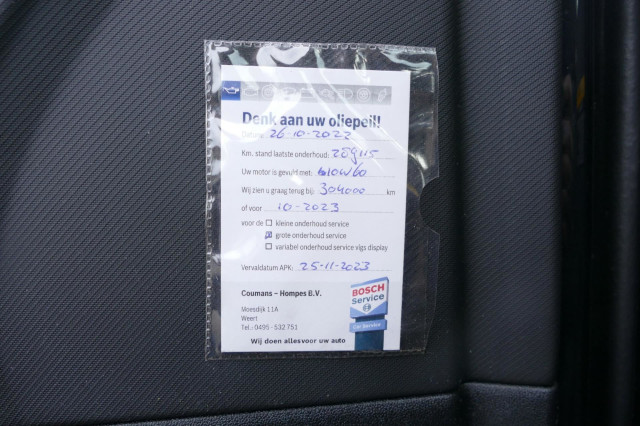 Denk aan uw oliepeil!
Datum: 26-10-2022
Km. stand laatste onderhoud: 289115
Uw motor is gevuld met: 10W60
Wij zien u graag terug bij: 304000 km
of voor 10-2023
voor de kleine onderhoud service
grote onderhoud service
variabel onderhoud service vlgs display
Vervaldatum APK: 25-11-2023
Coumans – Hompes B.V.
Moesdijk 11A
Weert
Tel.: 0495 - 532 751
Wij doen alles voor uw auto
BOSCH
Service
Car Service